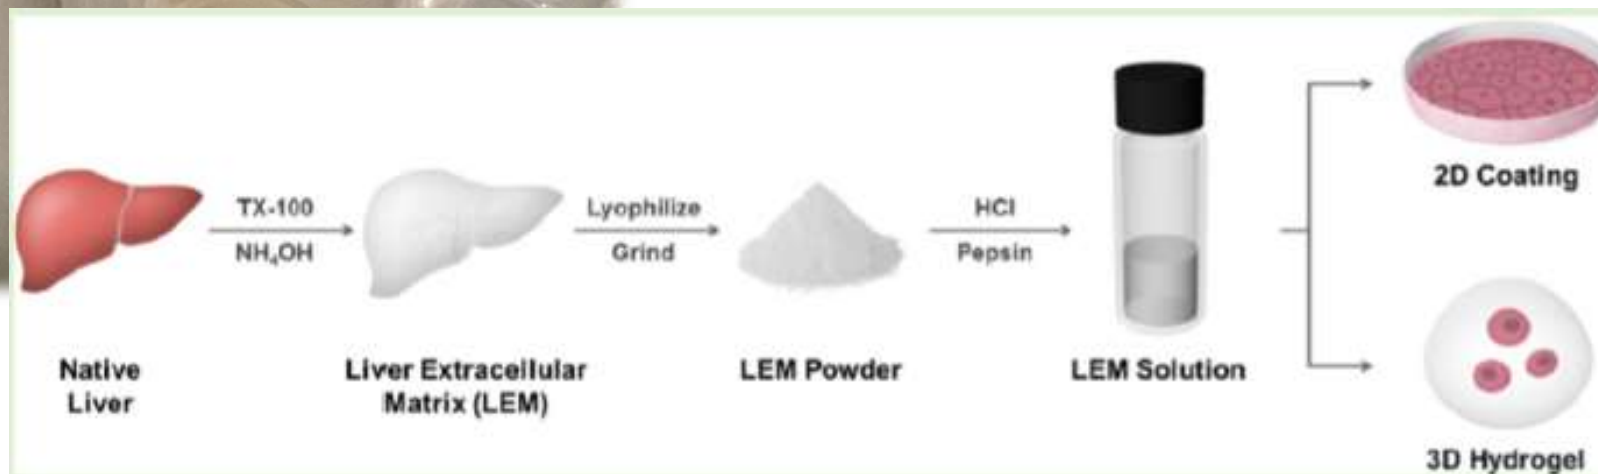 TX-100
NH₄OH
Lyophilize
Grind
HCl
Pepsin
2D Coating
Native
Liver
Liver Extracellular
Matrix (LEM)
LEM Powder
LEM Solution
3D Hydrogel